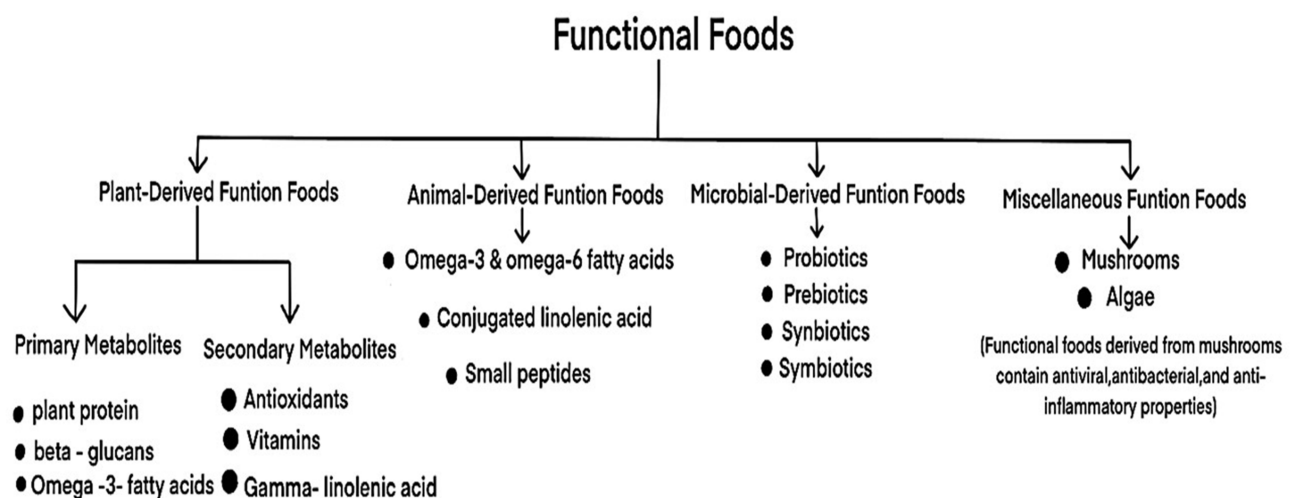 Functional Foods
Plant-Derived Funtion Foods
Animal-Derived Funtion Foods
Microbial-Derived Funtion Foods
Miscellaneous Funtion Foods
Primary Metabolites
plant protein
beta - glucans
Omega -3- fatty acids
Secondary Metabolites
Antioxidants
Vitamins
Gamma- linolenic acid
Omega-3 & omega-6 fatty acids
Conjugated linolenic acid
Small peptides
Probiotics
Prebiotics
Synbiotics
Symbiotics
Mushrooms
Algae
(Functional foods derived from mushrooms
contain antiviral,antibacterial,and anti-
inflammatory properties)